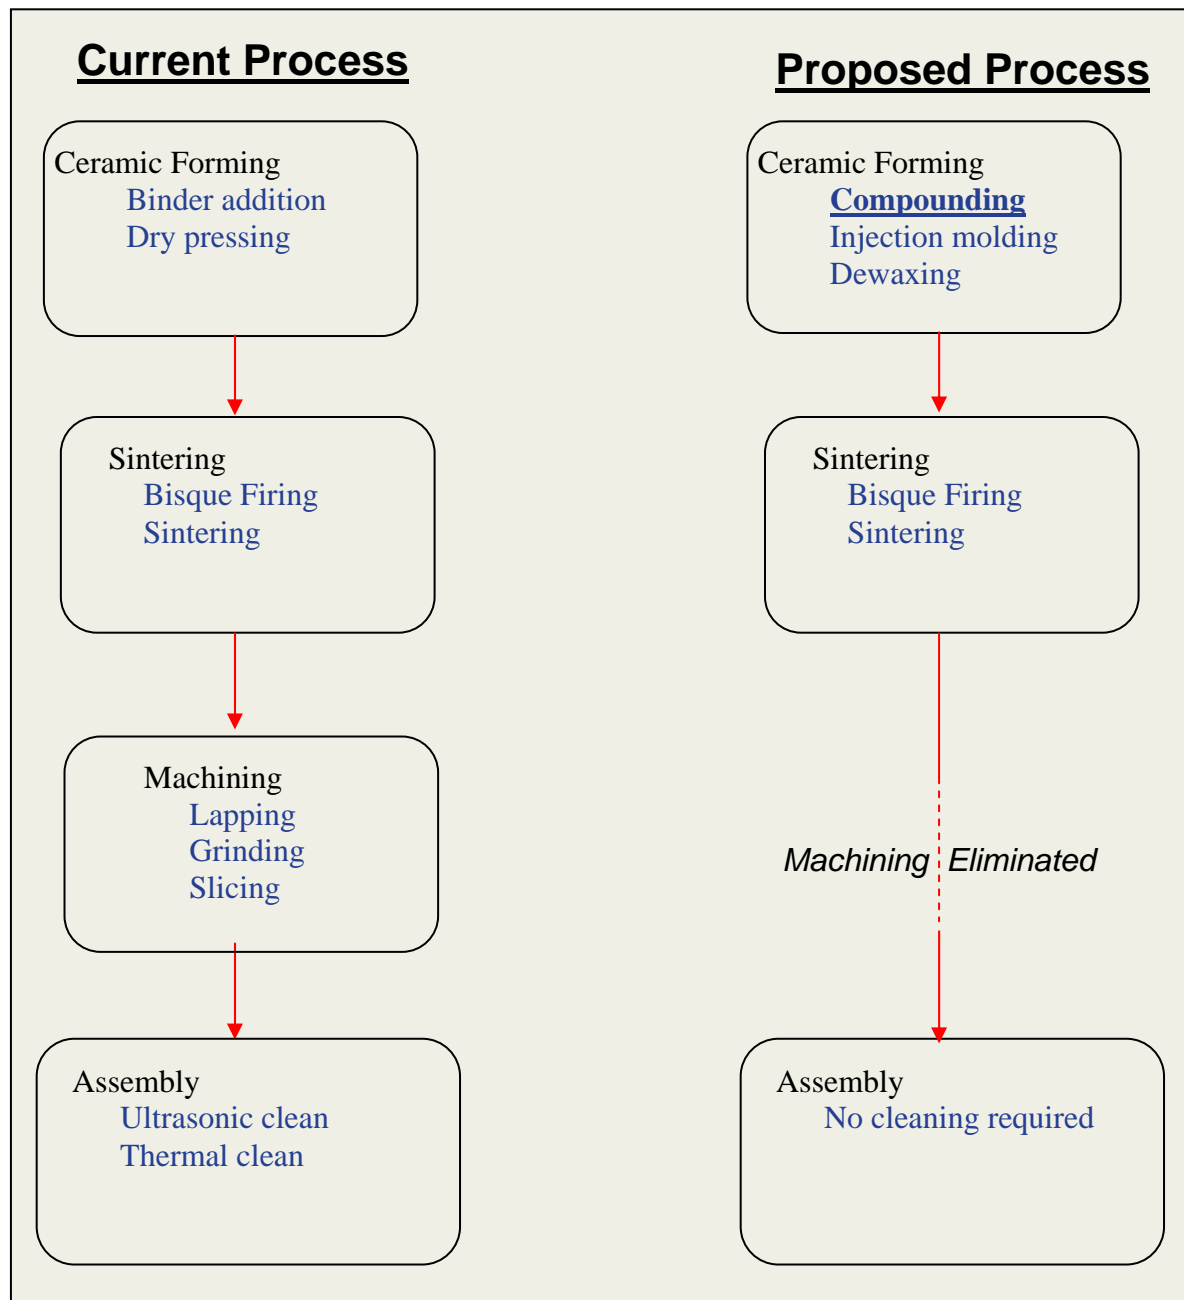 Current Process
Ceramic Forming
Binder addition
Dry pressing
Sintering
Bisque Firing
Sintering
Machining
Lapping
Grinding
Slicing
Assembly
Ultrasonic clean
Thermal clean
Proposed Process
Ceramic Forming
Compounding
Injection molding
Dewaxing
Sintering
Bisque Firing
Sintering
Machining Eliminated
Assembly
No cleaning required